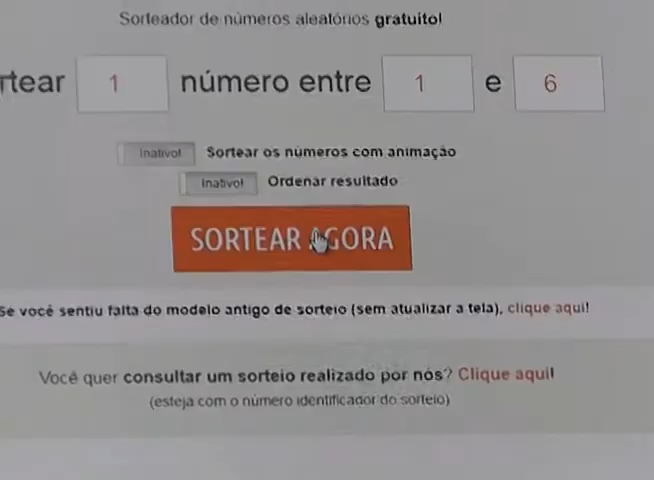 Sorteador de números aleatórios gratuito!
rtear 1 número entre 1 e 6
Inativo! Sortear os números com animação
Inativo! Ordenar resultado
SORTEAR AGORA
Se você sentiu falta do modelo antigo de sorteio (sem atualizar a tela), clique aqui!
Você quer consultar um sorteio realizado por nós? Clique aqui!
(esteja com o número identificador do sorteio)